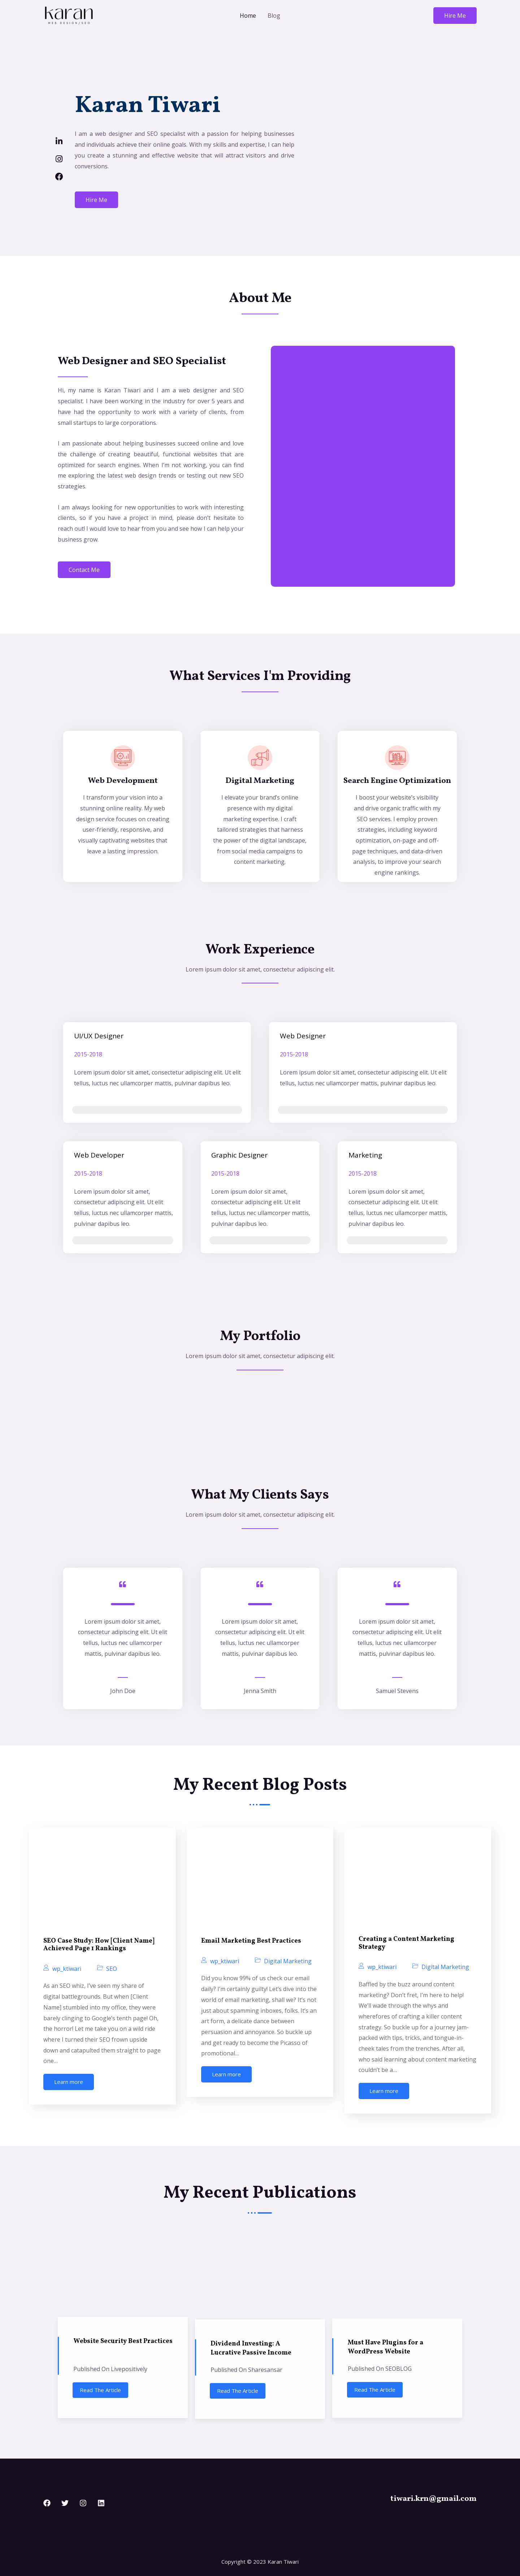 karan
WEB DESIGN|SEO
Home Blog
Hire Me
Karan Tiwari
I am a web designer and SEO specialist with a passion for helping businesses
and individuals achieve their online goals. With my skills and expertise, I can help
you create a stunning and effective website that will attract visitors and drive
conversions.
Hire Me
About Me
Web Designer and SEO Specialist
Hi, my name is Karan Tiwari and I am a web designer and SEO
specialist. I have been working in the industry for over 5 years and
have had the opportunity to work with a variety of clients, from
small startups to large corporations.
I am passionate about helping businesses succeed online and love
the challenge of creating beautiful, functional websites that are
optimized for search engines. When I'm not working, you can find
me exploring the latest web design trends or testing out new SEO
strategies.
I am always looking for new opportunities to work with interesting
clients, so if you have a project in mind, please don't hesitate to
reach out! I would love to hear from you and see how I can help your
business grow.
Contact Me
What Services I'm Providing
Web Development
I transform your vision into a
stunning online reality. My web
design service focuses on creating
user-friendly, responsive, and
visually captivating websites that
leave a lasting impression.
Digital Marketing
I elevate your brand's online
presence with my digital
marketing expertise. I craft
tailored strategies that harness
the power of the digital landscape,
from social media campaigns to
content marketing.
Search Engine Optimization
I boost your website's visibility
and drive organic traffic with my
SEO services. I employ proven
strategies, including keyword
optimization, on-page and off-
page techniques, and data-driven
analysis, to improve your search
engine rankings.
Work Experience
Lorem ipsum dolor sit amet, consectetur adipiscing elit.
UI/UX Designer
2015-2018
Lorem ipsum dolor sit amet, consectetur adipiscing elit. Ut elit
tellus, luctus nec ullamcorper mattis, pulvinar dapibus leo.
Web Designer
2015-2018
Lorem ipsum dolor sit amet, consectetur adipiscing elit. Ut elit
tellus, luctus nec ullamcorper mattis, pulvinar dapibus leo.
Web Developer
2015-2018
Lorem ipsum dolor sit amet,
consectetur adipiscing elit. Ut elit
tellus, luctus nec ullamcorper mattis,
pulvinar dapibus leo.
Graphic Designer
2015-2018
Lorem ipsum dolor sit amet,
consectetur adipiscing elit. Ut elit
tellus, luctus nec ullamcorper mattis,
pulvinar dapibus leo.
Marketing
2015-2018
Lorem ipsum dolor sit amet,
consectetur adipiscing elit. Ut elit
tellus, luctus nec ullamcorper mattis,
pulvinar dapibus leo.
My Portfolio
Lorem ipsum dolor sit amet, consectetur adipiscing elit.
What My Clients Says
Lorem ipsum dolor sit amet, consectetur adipiscing elit.
Lorem ipsum dolor sit amet,
consectetur adipiscing elit. Ut elit
tellus, luctus nec ullamcorper
mattis, pulvinar dapibus leo.
John Doe
Lorem ipsum dolor sit amet,
consectetur adipiscing elit. Ut elit
tellus, luctus nec ullamcorper
mattis, pulvinar dapibus leo.
Jenna Smith
Lorem ipsum dolor sit amet,
consectetur adipiscing elit. Ut elit
tellus, luctus nec ullamcorper
mattis, pulvinar dapibus leo.
Samuel Stevens
My Recent Blog Posts
SEO Case Study: How [Client Name]
Achieved Page 1 Rankings
wp_ktiwari SEO
As an SEO whiz, I've seen my share of
digital battlegrounds. But when [Client
Name] stumbled into my office, they were
barely clinging to Google's tenth page! Oh,
the horror! Let me take you on a wild ride
where I turned their SEO frown upside
down and catapulted them straight to page
one...
Learn more
Email Marketing Best Practices
wp_ktiwari Digital Marketing
Did you know 99% of us check our email
daily? I'm certainly guilty! Let's dive into the
world of email marketing, shall we? It's not
just about spamming inboxes, folks. It's an
art form, a delicate dance between
persuasion and annoyance. So buckle up
and get ready to become the Picasso of
promotional...
Learn more
Creating a Content Marketing
Strategy
wp_ktiwari Digital Marketing
Baffled by the buzz around content
marketing? Don't fret, I'm here to help!
We'll wade through the whys and
wherefores of crafting a killer content
strategy. So buckle up for a journey jam-
packed with tips, tricks, and tongue-in-
cheek tales from the trenches. After all,
who said learning about content marketing
couldn't be a...
Learn more
My Recent Publications
Website Security Best Practices
Published On Livepositively
Read The Article
Dividend Investing: A
Lucrative Passive Income
Published On Sharesansar
Read The Article
Must Have Plugins for a
WordPress Website
Published On SEOBLOG
Read The Article
tiwari.krn@gmail.com
Copyright © 2023 Karan Tiwari